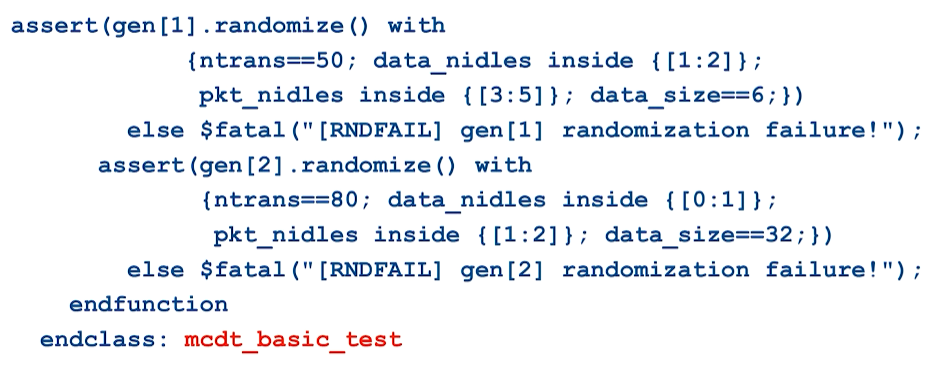 assert(gen[1].randomize() with
{ntrans==50; data_nidles inside {[1:2]};
pkt_nidles inside {[3:5]}; data_size==6;})
else $fatal("[RNDFAIL] gen[1] randomization failure!");
assert(gen[2].randomize() with
{ntrans==80; data_nidles inside {[0:1]};
pkt_nidles inside {[1:2]}; data_size==32;})
else $fatal("[RNDFAIL] gen[2] randomization failure!");
endfunction
endclass: mcdt_basic_test